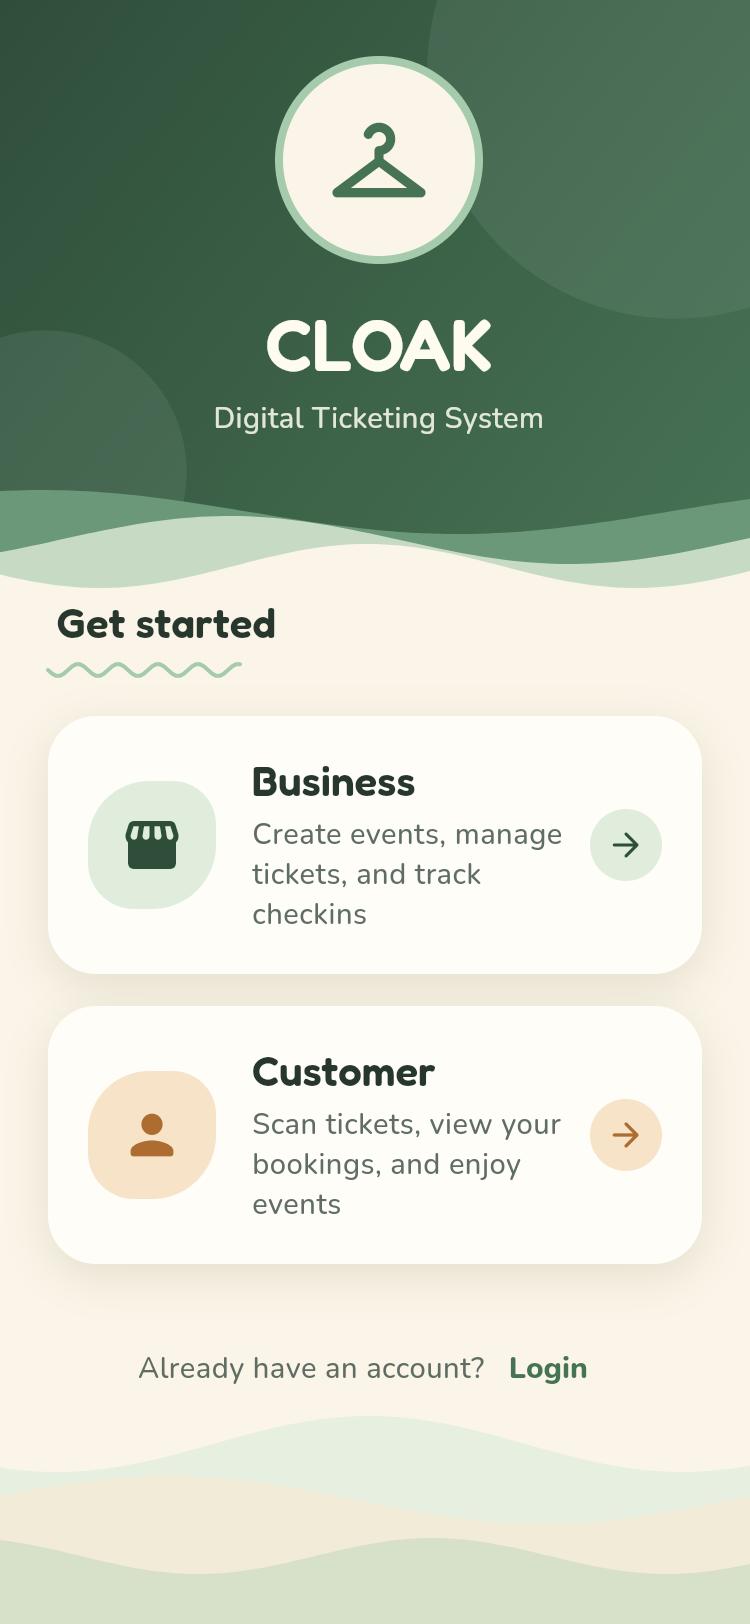 CLOAK
Digital Ticketing System
Get started
Business
Create events, manage
tickets, and track
checkins
Customer
Scan tickets, view your
bookings, and enjoy
events
Already have an account? Login